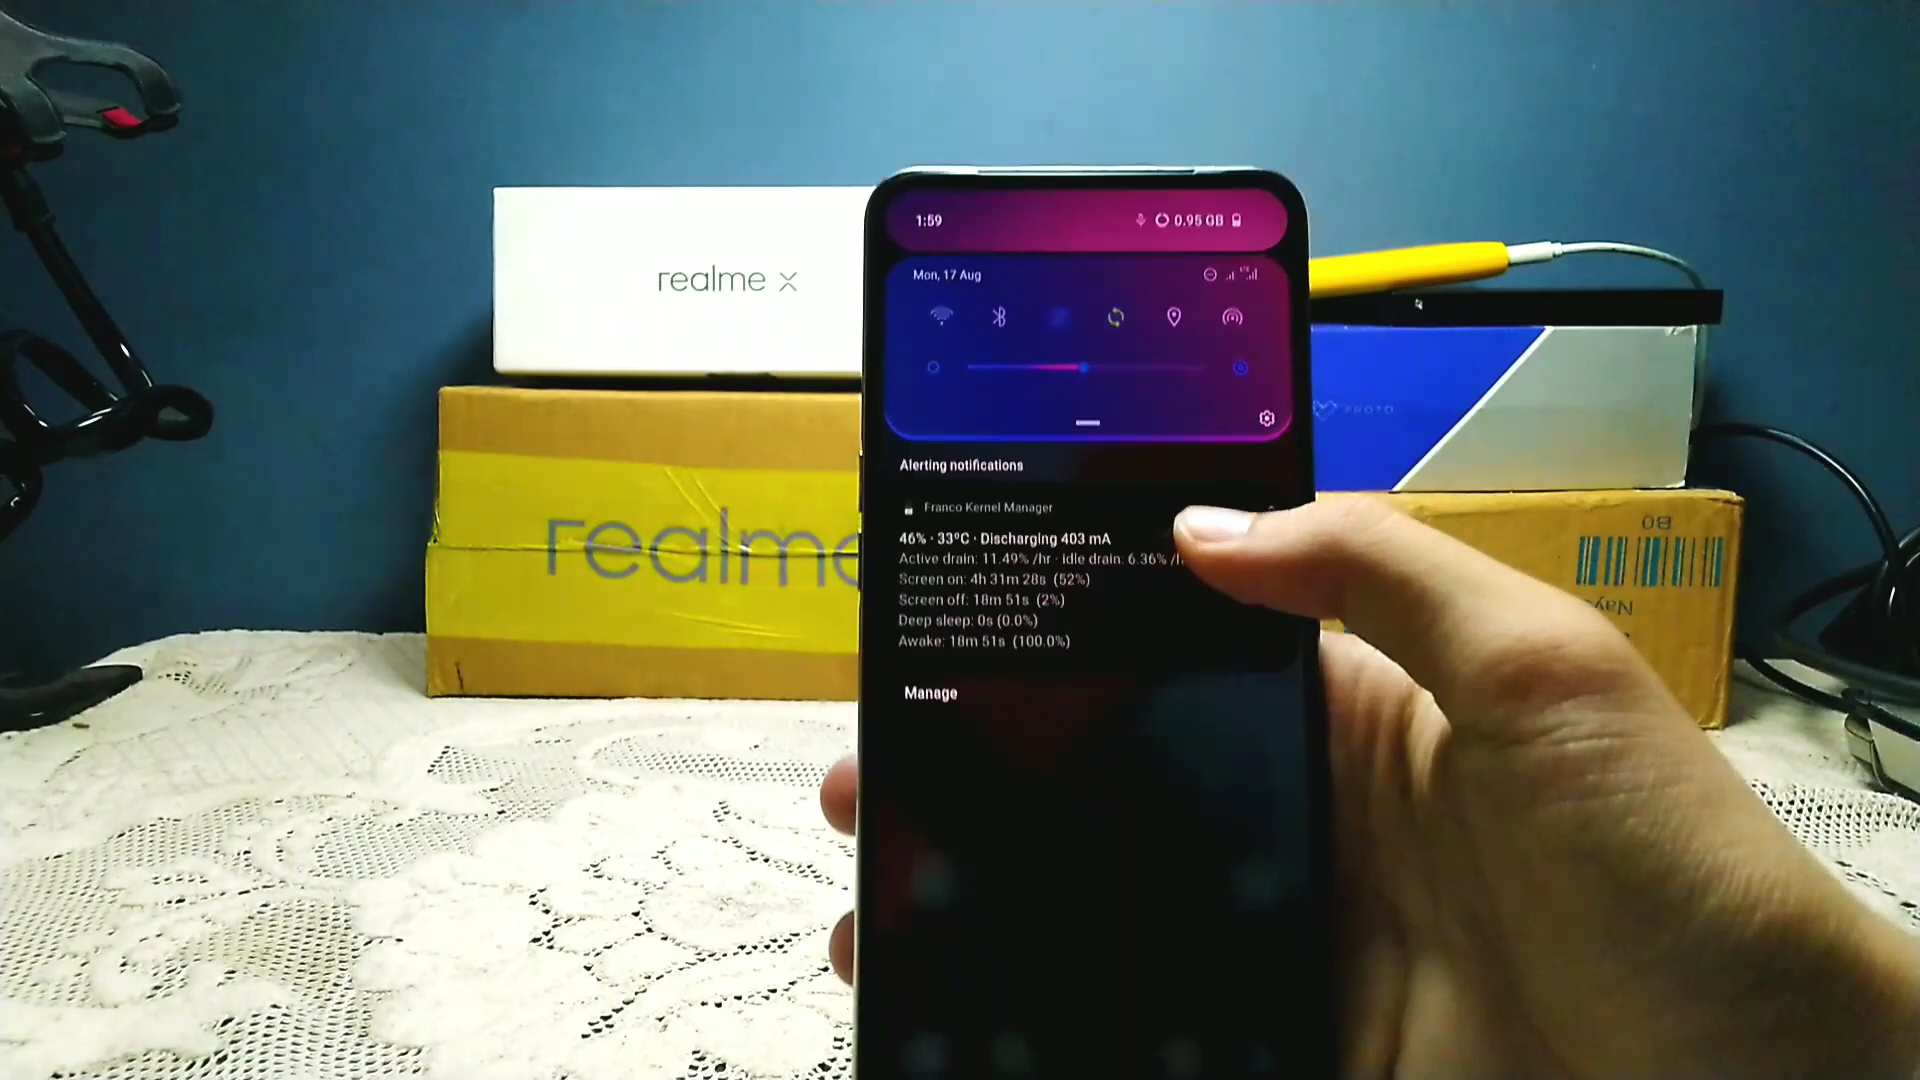 realme x
realme
1:59
0.95 GB
Mon, 17 Aug
Alerting notifications
Franco Kernel Manager
46% · 33°C · Discharging 403 mA
Active drain: 11.49% /hr · idle drain: 6.36%
Screen on: 4h 31m 28s (52%)
Screen off: 18m 51s (2%)
Deep sleep: 0s (0.0%)
Awake: 18m 51s (100.0%)
Manage
PROTO
BO